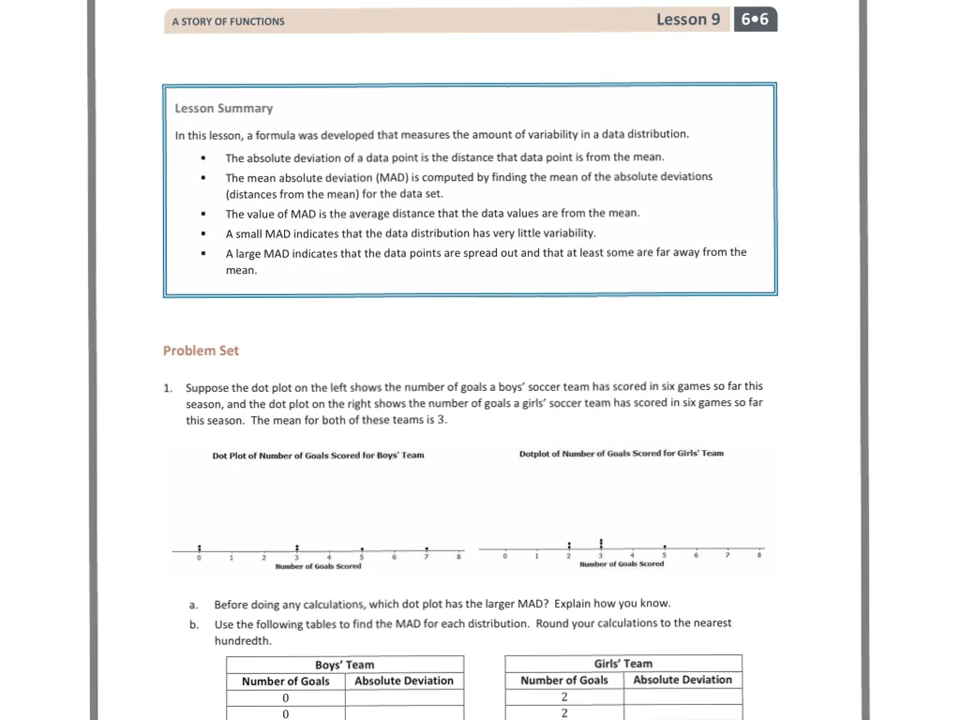 A STORY OF FUNCTIONS
Lesson 9
6•6
Lesson Summary
In this lesson, a formula was developed that measures the amount of variability in a data distribution.
▪ The absolute deviation of a data point is the distance that data point is from the mean.
▪ The mean absolute deviation (MAD) is computed by finding the mean of the absolute deviations
(distances from the mean) for the data set.
▪ The value of MAD is the average distance that the data values are from the mean.
▪ A small MAD indicates that the data distribution has very little variability.
▪ A large MAD indicates that the data points are spread out and that at least some are far away from the
mean.
Problem Set
1. Suppose the dot plot on the left shows the number of goals a boys' soccer team has scored in six games so far this
season, and the dot plot on the right shows the number of goals a girls' soccer team has scored in six games so far
this season. The mean for both of these teams is 3.
Dot Plot of Number of Goals Scored for Boys' Team
0 1 2 3 4 5 6 7 8
Number of Goals Scored
Dotplot of Number of Goals Scored for Girls' Team
0 1 2 3 4 5 6 7 8
Number of Goals Scored
a. Before doing any calculations, which dot plot has the larger MAD? Explain how you know.
b. Use the following tables to find the MAD for each distribution. Round your calculations to the nearest
hundredth.
Boys' Team
Number of Goals Absolute Deviation
0
0
Girls' Team
Number of Goals Absolute Deviation
2
2